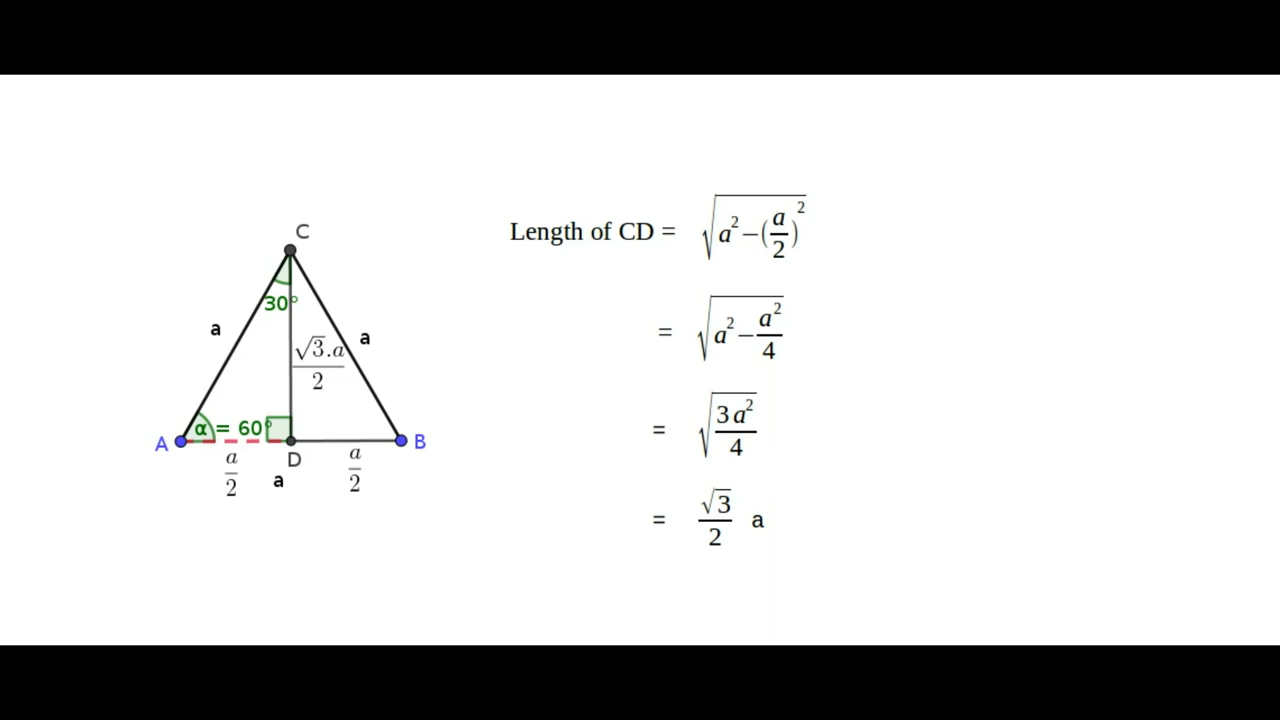 C
30°
a
a
√3.a
2
α = 60°
A
B
D
a
2
a
2
a
Length of CD = √(a² − (a/2)²)
= √(a² − a²/4)
= √(3a²/4)
= √3/2 a